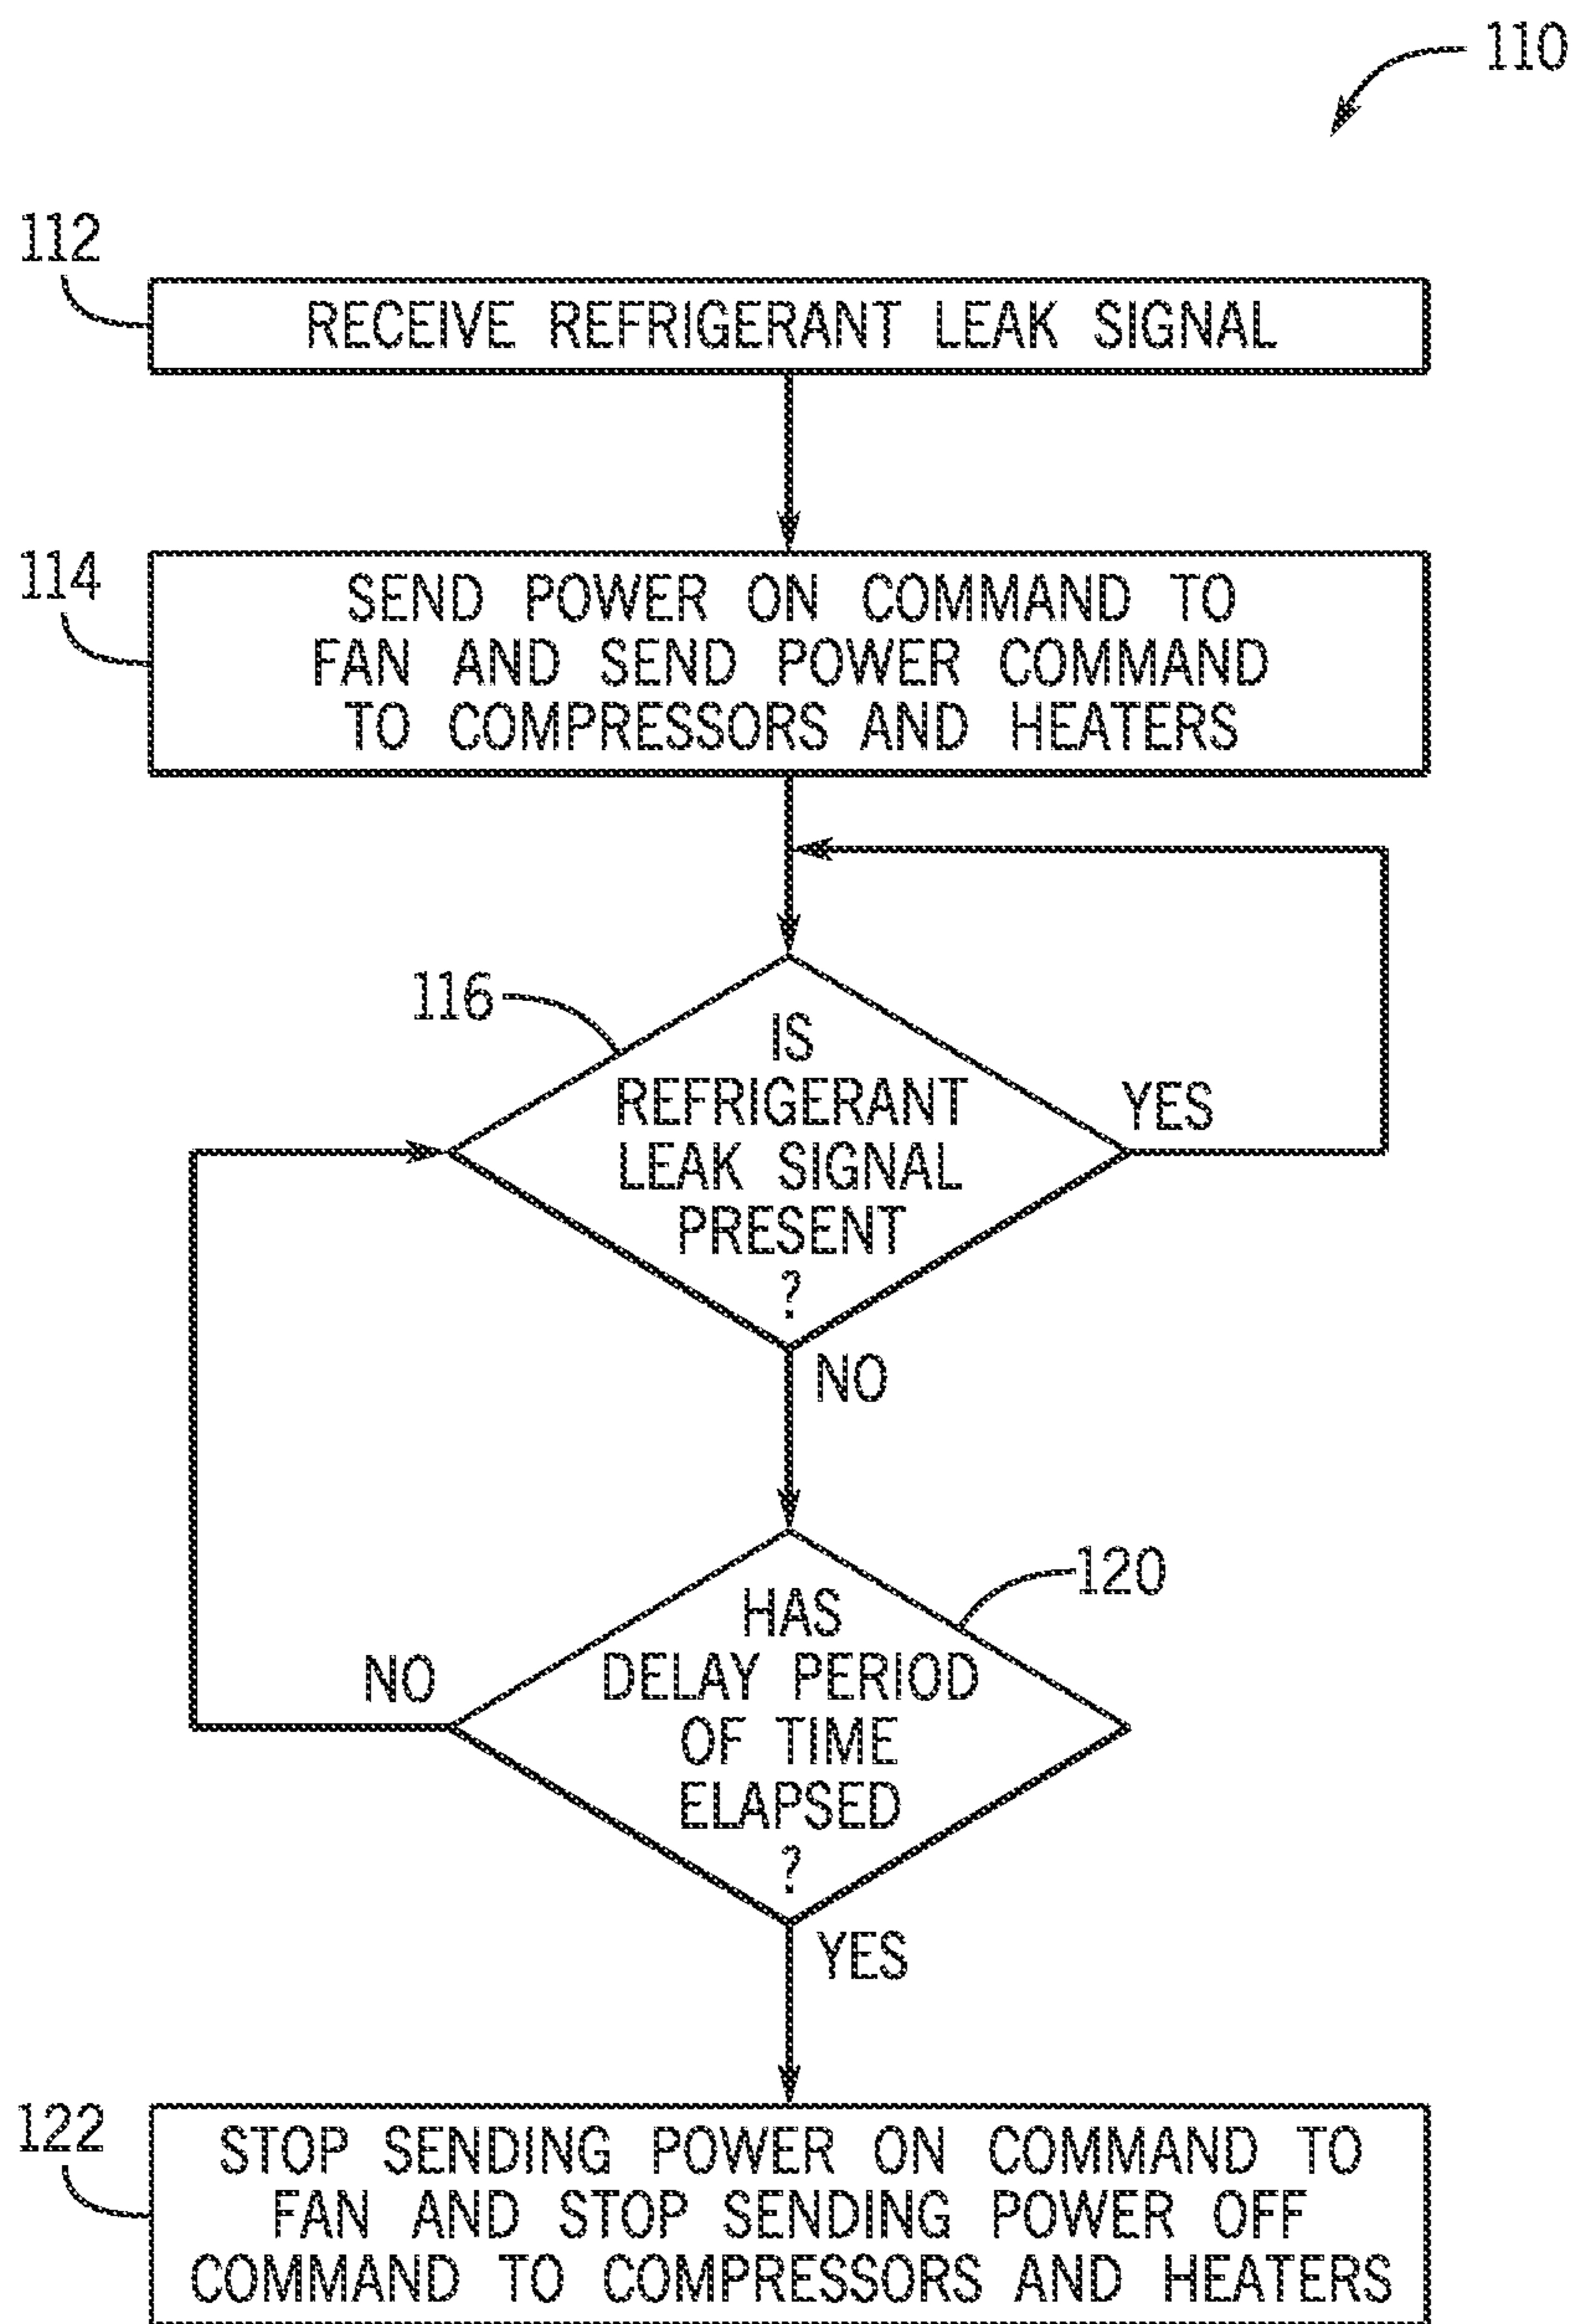 110
112
RECEIVE REFRIGERANT LEAK SIGNAL
114
SEND POWER ON COMMAND TO
FAN AND SEND POWER COMMAND
TO COMPRESSORS AND HEATERS
116
IS
REFRIGERANT
LEAK SIGNAL
PRESENT
?
YES
NO
120
HAS
DELAY PERIOD
OF TIME
ELAPSED
?
NO
YES
122
STOP SENDING POWER ON COMMAND TO
FAN AND STOP SENDING POWER OFF
COMMAND TO COMPRESSORS AND HEATERS